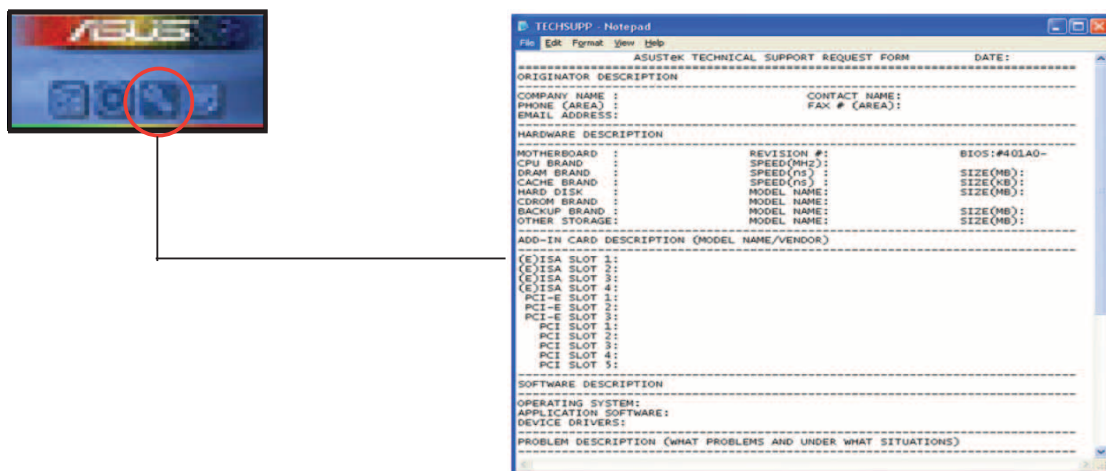 ASUS
TECHSUPP - Notepad
File Edit Format View Help
ASUSTeK TECHNICAL SUPPORT REQUEST FORM DATE:
ORIGINATOR DESCRIPTION
COMPANY NAME : CONTACT NAME:
PHONE (AREA) : FAX # (AREA):
EMAIL ADDRESS:
HARDWARE DESCRIPTION
MOTHERBOARD : REVISION #: BIOS:#401A0-
CPU BRAND : SPEED(MHz):
DRAM BRAND : SPEED(ns) : SIZE(MB):
CACHE BRAND : SPEED(ns) : SIZE(KB):
HARD DISK : MODEL NAME: SIZE(MB):
CDROM BRAND : MODEL NAME:
BACKUP BRAND : MODEL NAME: SIZE(MB):
OTHER STORAGE: MODEL NAME: SIZE(MB):
ADD-IN CARD DESCRIPTION (MODEL NAME/VENDOR)
(E)ISA SLOT 1:
(E)ISA SLOT 2:
(E)ISA SLOT 3:
(E)ISA SLOT 4:
PCI-E SLOT 1:
PCI-E SLOT 2:
PCI-E SLOT 3:
PCI SLOT 1:
PCI SLOT 2:
PCI SLOT 3:
PCI SLOT 4:
PCI SLOT 5:
SOFTWARE DESCRIPTION
OPERATING SYSTEM:
APPLICATION SOFTWARE:
DEVICE DRIVERS:
PROBLEM DESCRIPTION (WHAT PROBLEMS AND UNDER WHAT SITUATIONS)